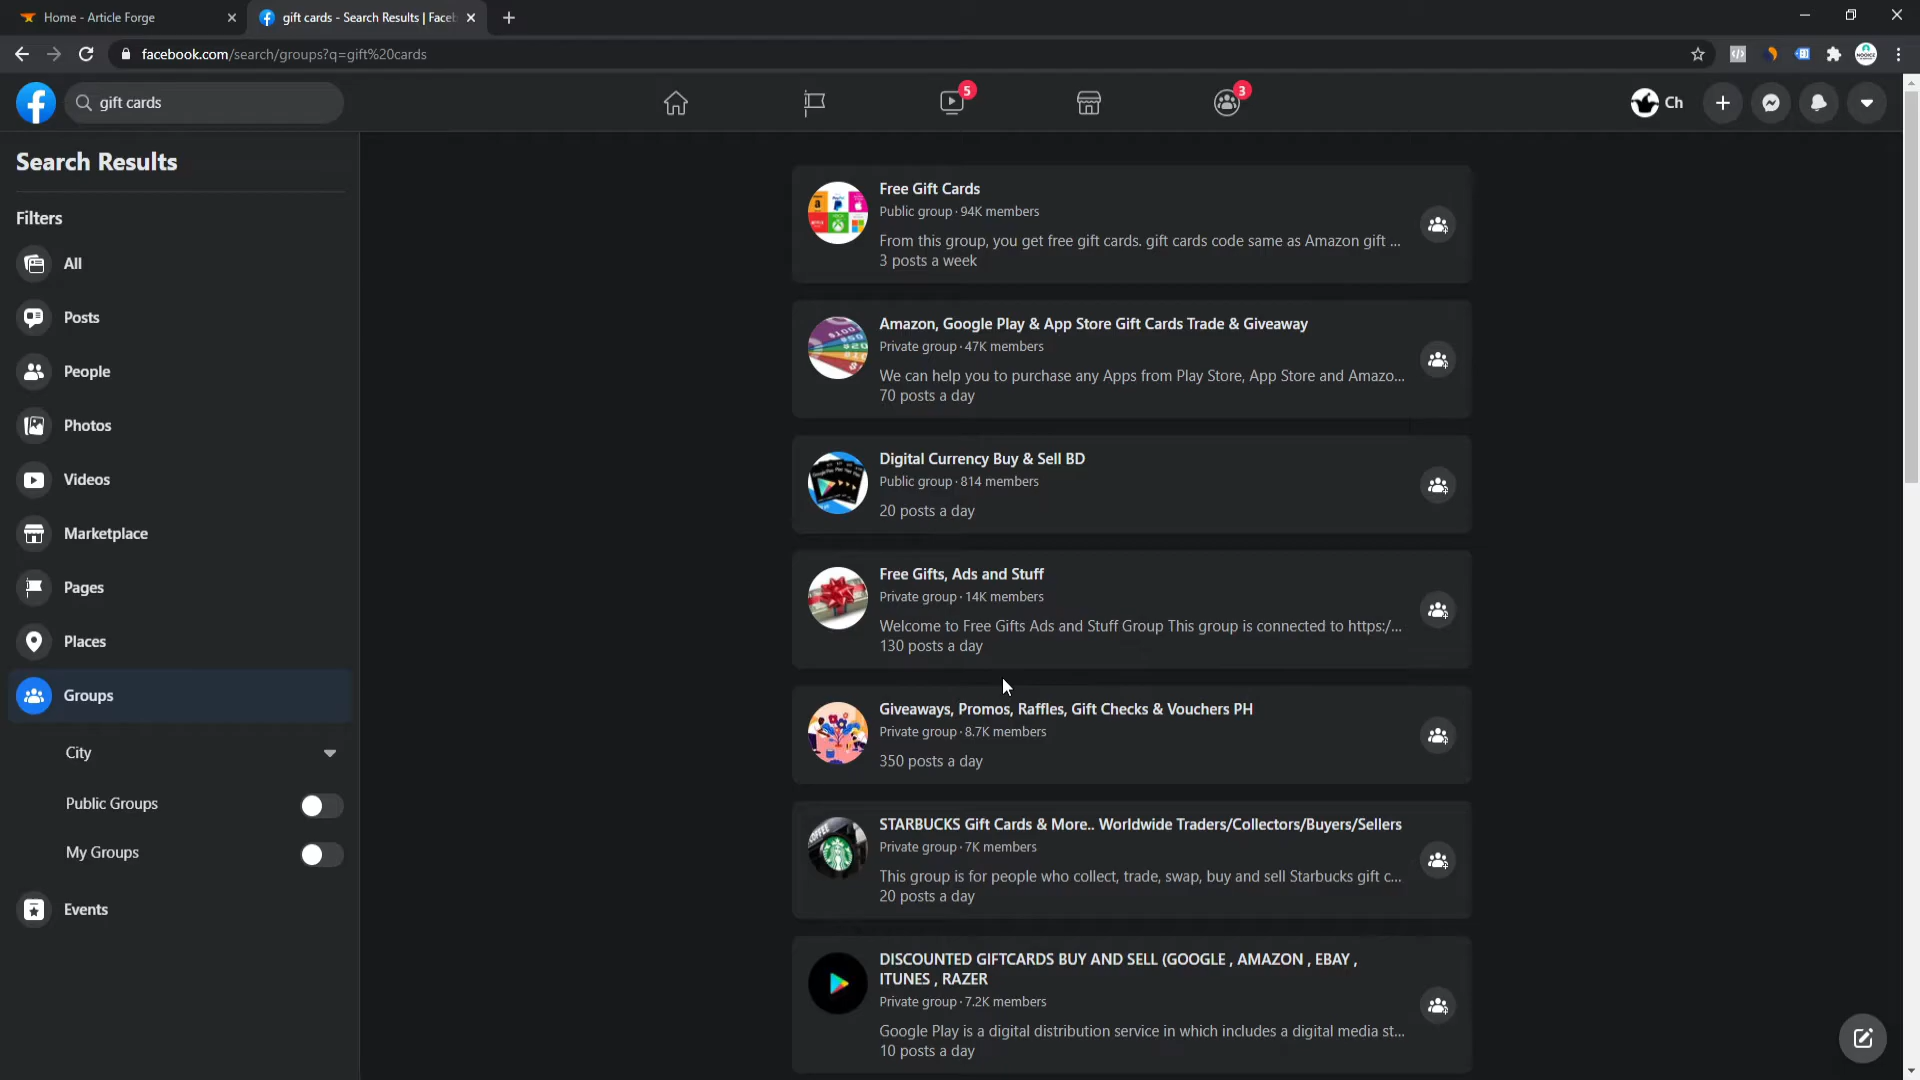 Home - Article Forge
gift cards - Search Results | Faceb
facebook.com/search/groups?q=gift%20cards
gift cards
5
3
Ch
Search Results
Filters
All
Posts
People
Photos
Videos
Marketplace
Pages
Places
Groups
City
Public Groups
My Groups
Events
Free Gift Cards
Public group · 94K members
From this group, you get free gift cards. gift cards code same as Amazon gift ...
3 posts a week
Amazon, Google Play & App Store Gift Cards Trade & Giveaway
Private group · 47K members
We can help you to purchase any Apps from Play Store, App Store and Amazo...
70 posts a day
Digital Currency Buy & Sell BD
Public group · 814 members
20 posts a day
Free Gifts, Ads and Stuff
Private group · 14K members
Welcome to Free Gifts Ads and Stuff Group This group is connected to https:/...
130 posts a day
Giveaways, Promos, Raffles, Gift Checks & Vouchers PH
Private group · 8.7K members
350 posts a day
STARBUCKS Gift Cards & More.. Worldwide Traders/Collectors/Buyers/Sellers
Private group · 7K members
This group is for people who collect, trade, swap, buy and sell Starbucks gift c...
20 posts a day
DISCOUNTED GIFTCARDS BUY AND SELL (GOOGLE , AMAZON , EBAY ,
ITUNES , RAZER
Private group · 7.2K members
Google Play is a digital distribution service in which includes a digital media st...
10 posts a day